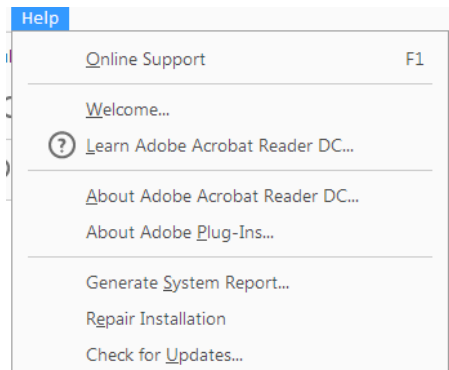 Help
Online Support F1
Welcome...
Learn Adobe Acrobat Reader DC...
About Adobe Acrobat Reader DC...
About Adobe Plug-Ins...
Generate System Report...
Repair Installation
Check for Updates...